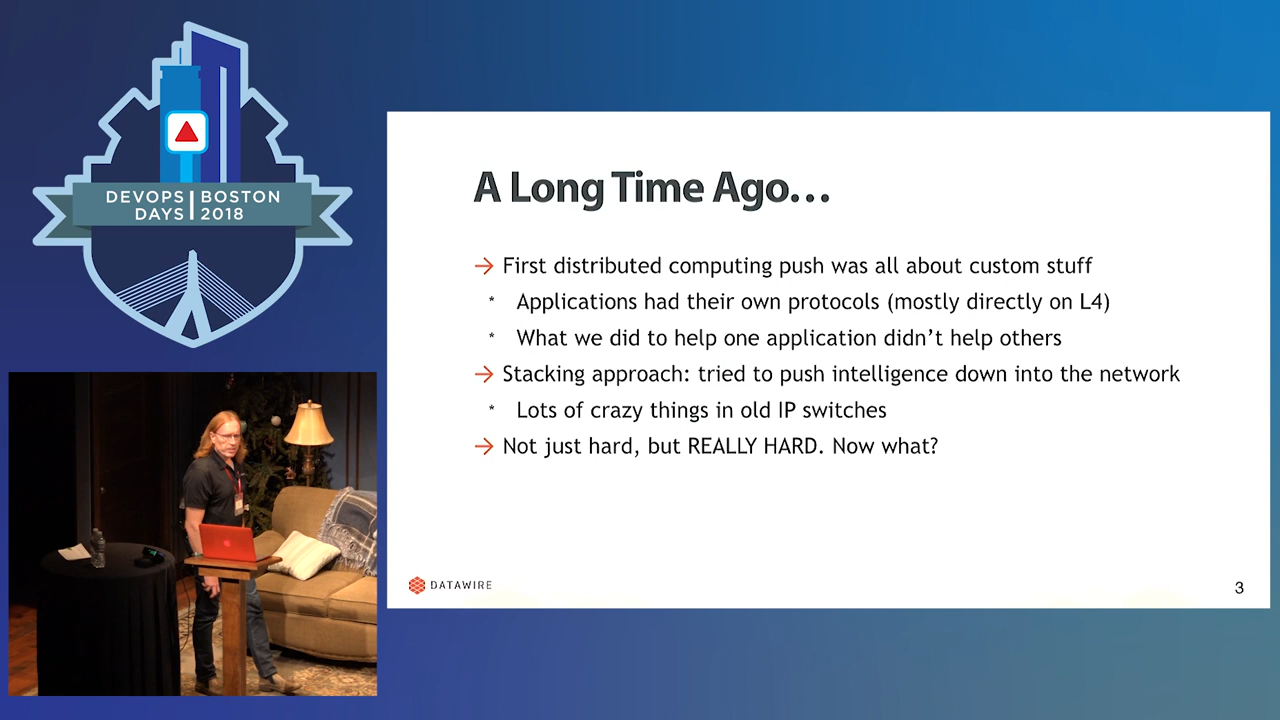 DEVOPS BOSTON
DAYS 2018
A Long Time Ago…
→ First distributed computing push was all about custom stuff
* Applications had their own protocols (mostly directly on L4)
* What we did to help one application didn’t help others
→ Stacking approach: tried to push intelligence down into the network
* Lots of crazy things in old IP switches
→ Not just hard, but REALLY HARD. Now what?
DATAWIRE
3